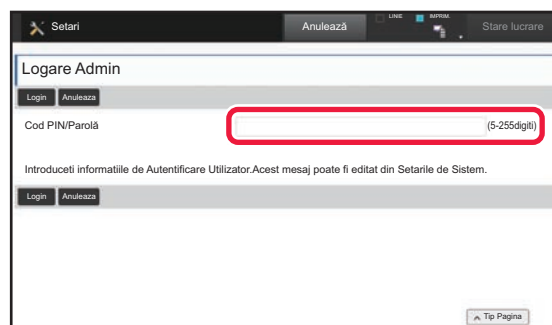 Setari
Anulează
LINIE
IMPRIM.
Stare lucrare
Logare Admin
Login Anuleaza
Cod PIN/Parolă (5-255digiti)
Introduceti informatiile de Autentificare Utilizator.Acest mesaj poate fi editat din Setarile de Sistem.
Login Anuleaza
Tip Pagina